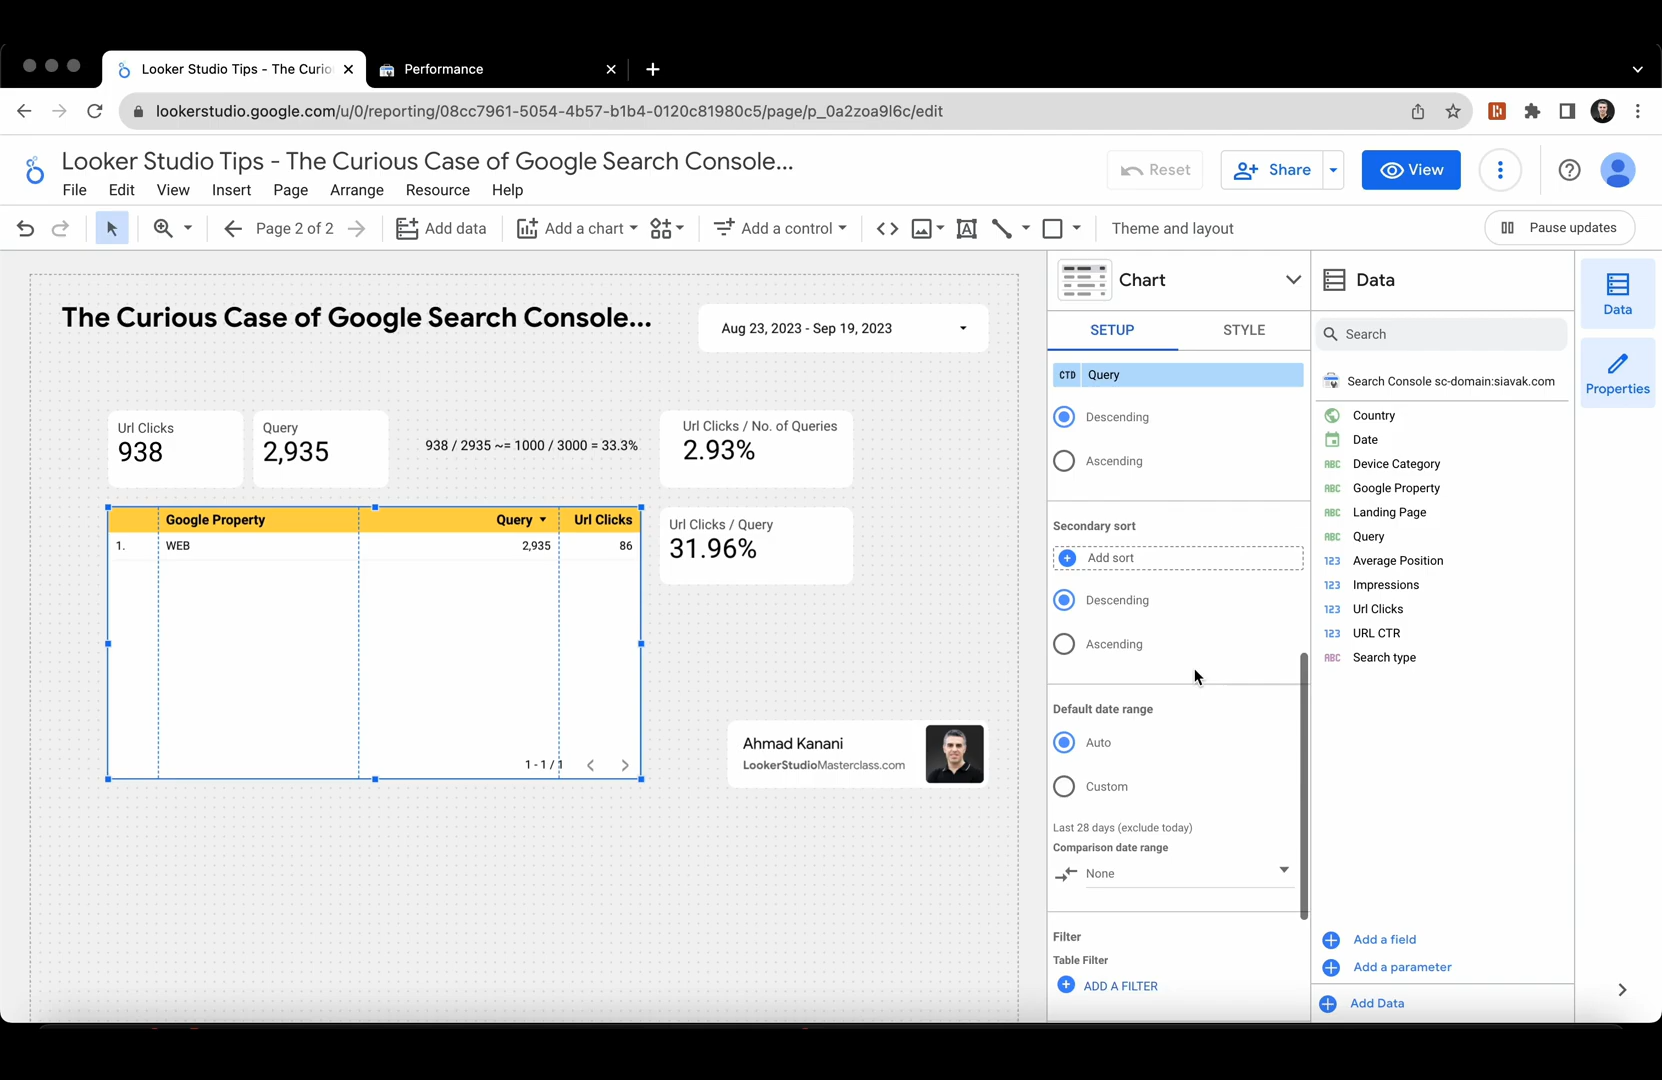 Looker Studio Tips - The Curio
Performance
lookerstudio.google.com/u/0/reporting/08cc7961-5054-4b57-b1b4-0120c81980c5/page/p_0a2zoa9l6c/edit
Looker Studio Tips - The Curious Case of Google Search Console...
Reset
Share
View
File Edit View Insert Page Arrange Resource Help
Page 2 of 2
Add data
Add a chart
Add a control
Theme and layout
Pause updates
The Curious Case of Google Search Console...
Aug 23, 2023 - Sep 19, 2023
Url Clicks
938
Query
2,935
938 / 2935 ~= 1000 / 3000 = 33.3%
Url Clicks / No. of Queries
2.93%
Google Property Query Url Clicks
1. WEB 2,935 86
1 - 1 / 1
Url Clicks / Query
31.96%
Ahmad Kanani
LookerStudioMasterclass.com
Chart
SETUP STYLE
CTD Query
Descending
Ascending
Secondary sort
Add sort
Descending
Ascending
Default date range
Auto
Custom
Last 28 days (exclude today)
Comparison date range
None
Filter
Table Filter
ADD A FILTER
Data
Search
Search Console sc-domain:siavak.com
Country
Date
ABC Device Category
ABC Google Property
ABC Landing Page
ABC Query
123 Average Position
123 Impressions
123 Url Clicks
123 URL CTR
ABC Search type
Add a field
Add a parameter
Add Data
Data
Properties